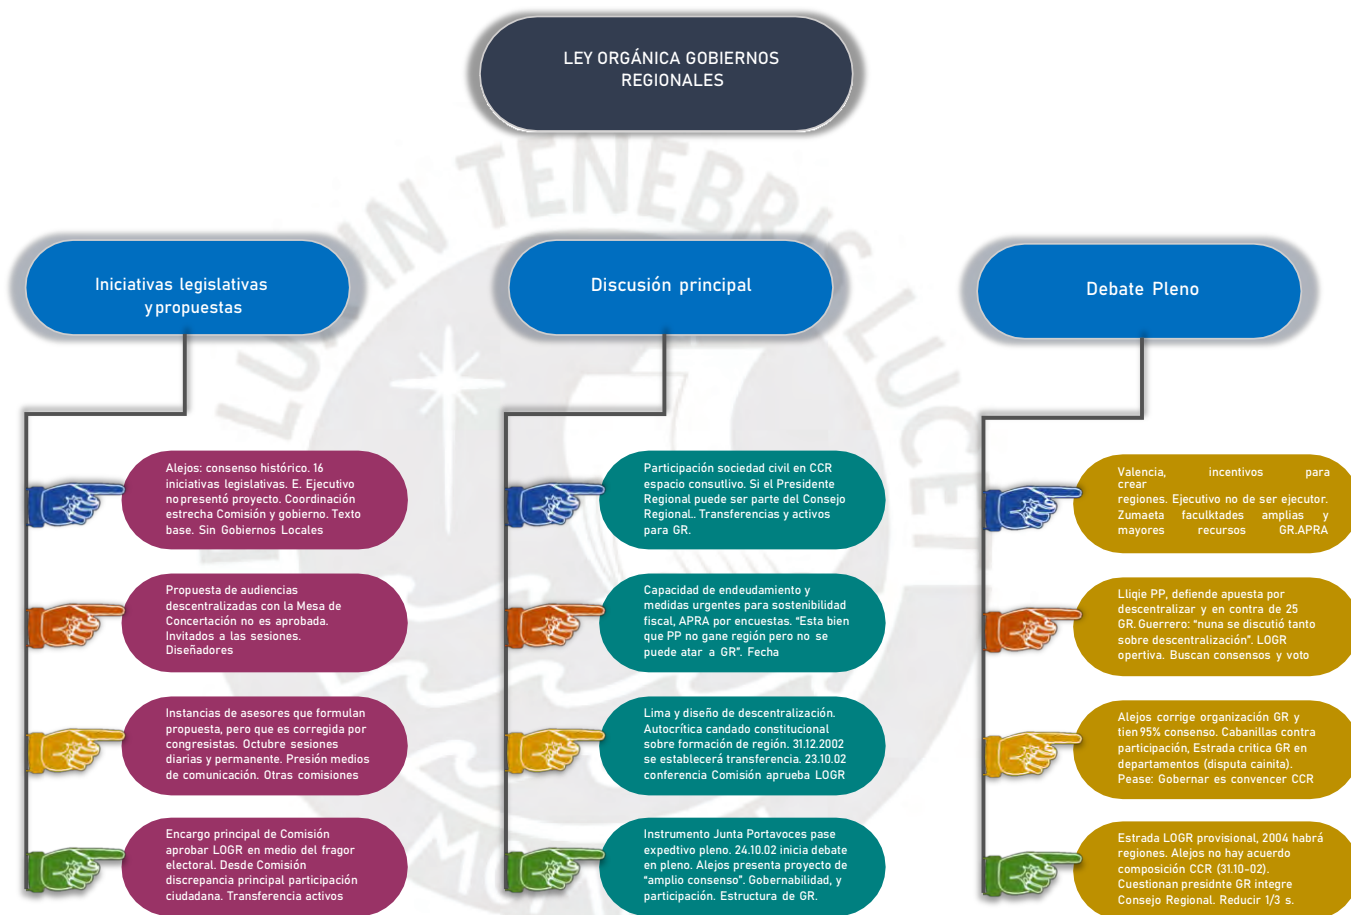 LEY ORGÁNICA GOBIERNOS
REGIONALES
Iniciativas legislativas
y propuestas
Alejos: consenso histórico. 16
iniciativas legislativas. E. Ejecutivo
no presentó proyecto. Coordinación
estrecha Comisión y gobierno. Texto
base. Sin Gobiernos Locales
Propuesta de audiencias
descentralizadas con la Mesa de
Concertación no es aprobada.
Invitados a las sesiones.
Diseñadores
Instancias de asesores que formulan
propuesta, pero que es corregida por
congresistas. Octubre sesiones
diarias y permanente. Presión medios
de comunicación. Otras comisiones
Encargo principal de Comisión
aprobar LOGR en medio del fragor
electoral. Desde Comisión
discrepancia principal participación
ciudadana. Transferencia activos
Discusión principal
Participación sociedad civil en CCR
espacio consutlivo. Si el Presidente
Regional puede ser parte del Consejo
Regional.. Transferencias y activos
para GR.
Capacidad de endeudamiento y
medidas urgentes para sostenibilidad
fiscal, APRA por encuestas. "Esta bien
que PP no gane región pero no se
puede atar a GR". Fecha
Lima y diseño de descentralización.
Autocrítica candado constitucional
sobre formación de región. 31.12.2002
se establecerá transferencia. 23.10.02
conferencia Comisión aprueba LOGR
Instrumento Junta Portavoces pase
expedtivo pleno. 24.10.02 inicia debate
en pleno. Alejos presenta proyecto de
"amplio consenso". Gobernabilidad, y
participación. Estructura de GR.
Debate Pleno
Valencia, incentivos para
crear
regiones. Ejecutivo no de ser ejecutor.
Zumaeta faculktades amplias y
mayores recursos GR.APRA
Lliqie PP, defiende apuesta por
descentralizar y en contra de 25
GR. Guerrero: "nuna se discutió tanto
sobre descentralización". LOGR
opertiva. Buscan consensos y voto
Alejos corrige organización GR y
tien 95% consenso. Cabanillas contra
participación, Estrada critica GR en
departamentos (disputa cainita).
Pease: Gobernar es convencer CCR
Estrada LOGR provisional, 2004 habrá
regiones. Alejos no hay acuerdo
composición CCR (31.10-02).
Cuestionan presidnte GR integre
Consejo Regional. Reducir 1/3 s.
TENEBRIS